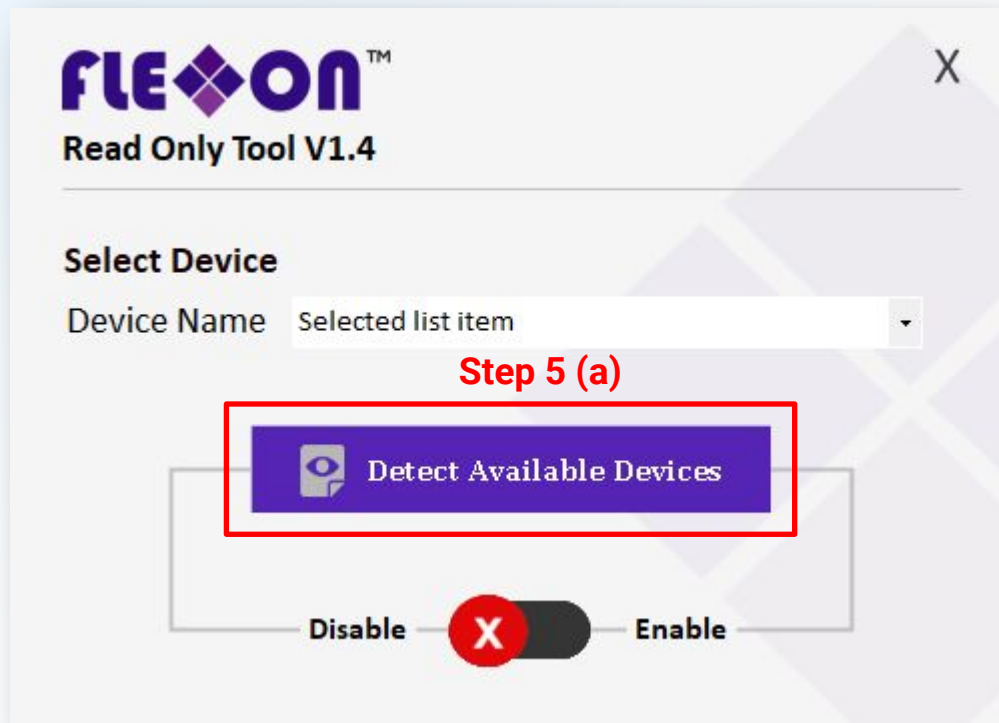 FLEXON™
X
Read Only Tool V1.4
Select Device
Device Name Selected list item
Step 5 (a)
Detect Available Devices
Disable X Enable